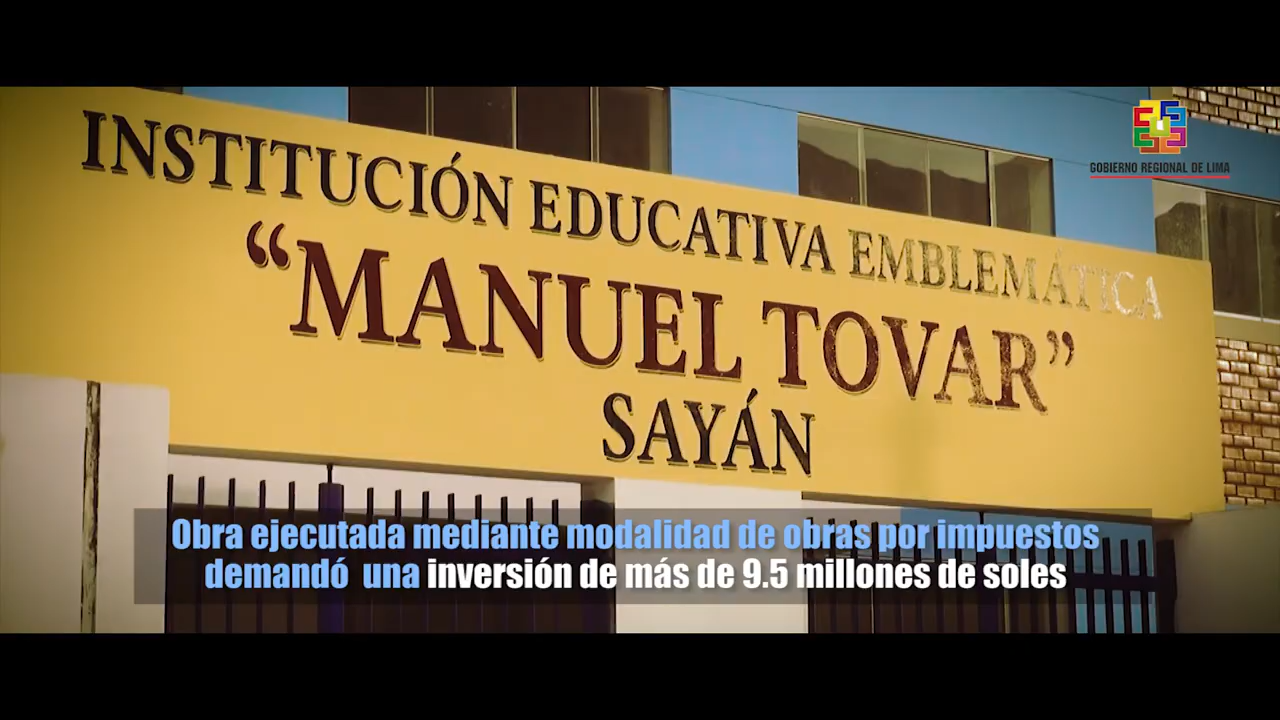 GOBIERNO REGIONAL DE LIMA
INSTITUCIÓN EDUCATIVA EMBLEMÁTICA
“MANUEL TOVAR”
SAYÁN
Obra ejecutada mediante modalidad de obras por impuestos
demandó una inversión de más de 9.5 millones de soles